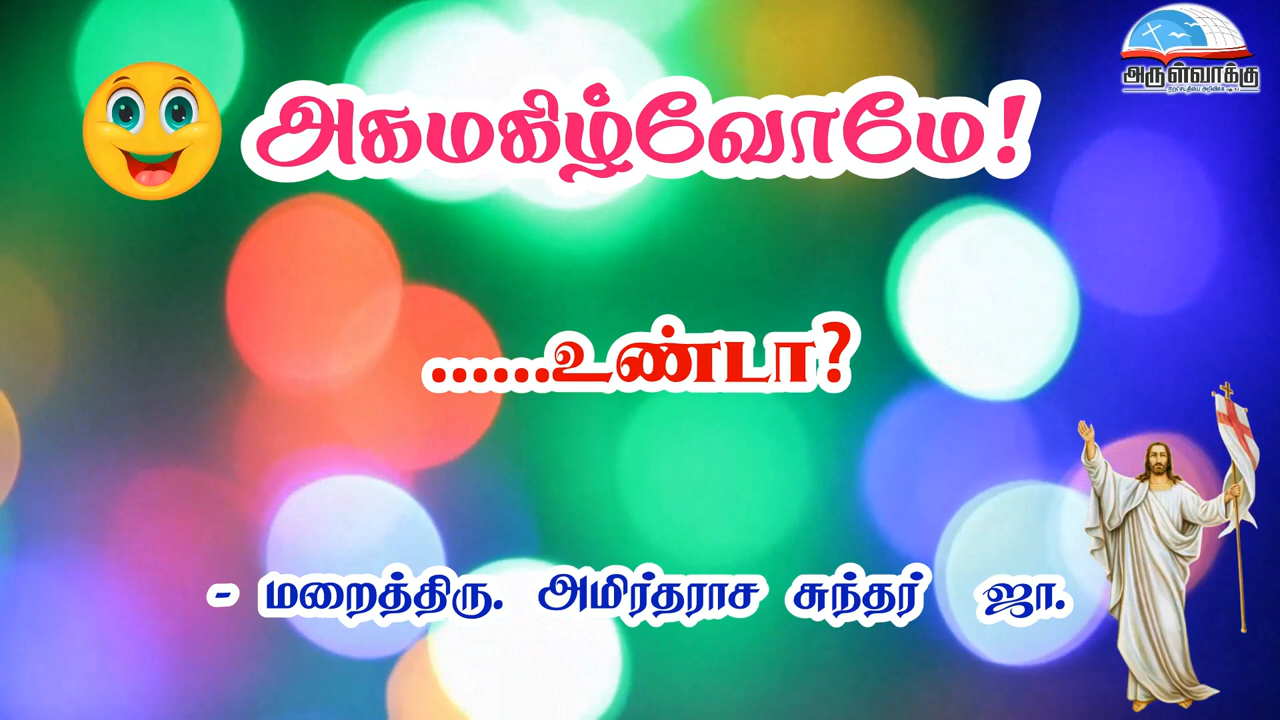 அருள்வாக்கு
அகமகிழ்வோமே!
......உண்டா?
- மறைத்திரு. அமிர்தராச சுந்தர் ஜா.